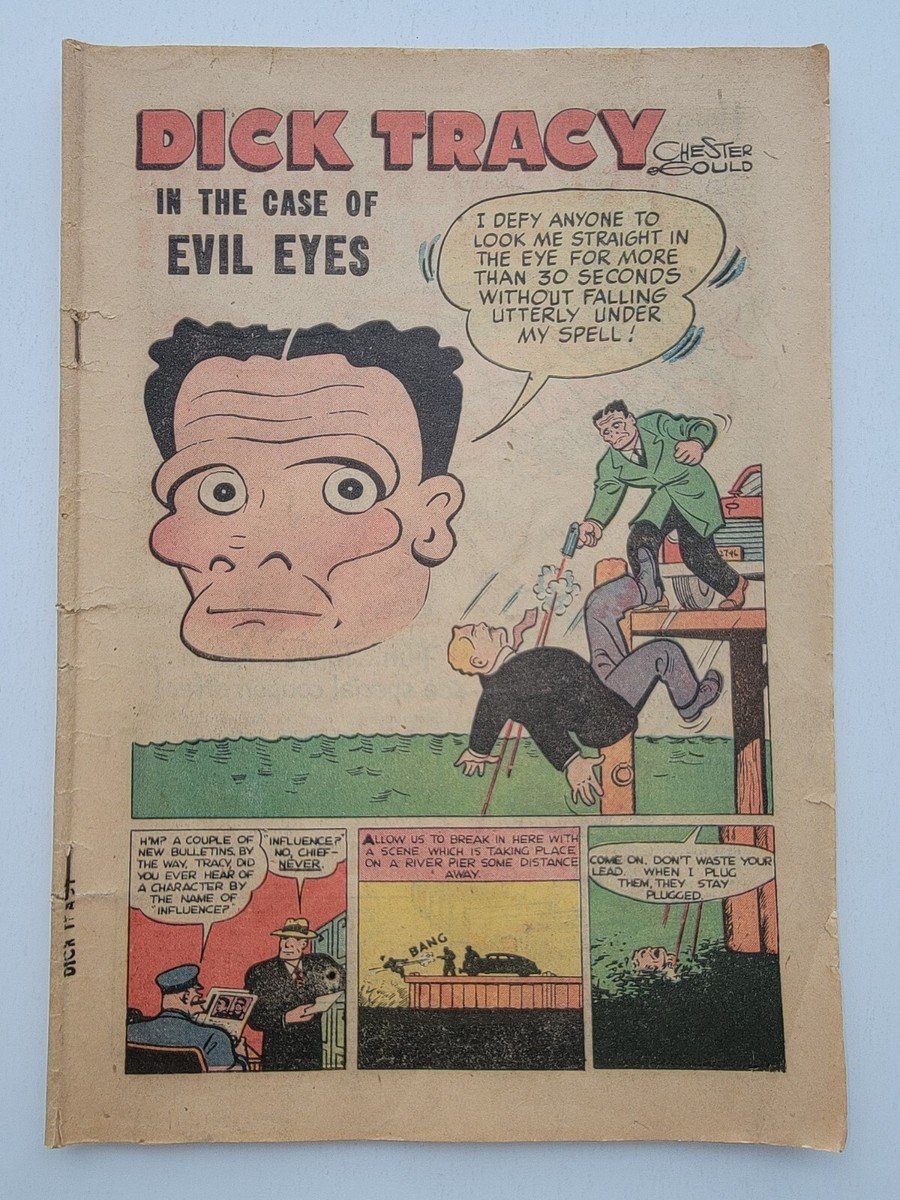 DICK TRACY
CHESTER
GOULD
IN THE CASE OF
EVIL EYES
I DEFY ANYONE TO
LOOK ME STRAIGHT IN
THE EYE FOR MORE
THAN 30 SECONDS
WITHOUT FALLING
UTTERLY UNDER
MY SPELL!
2746
H'M? A COUPLE OF
NEW BULLETINS. BY
THE WAY, TRACY, DID
YOU EVER HEAR OF
A CHARACTER BY
THE NAME OF
"INFLUENCE?"
"INFLUENCE?"
NO, CHIEF-
NEVER.
ALLOW US TO BREAK IN HERE WITH
A SCENE WHICH IS TAKING PLACE
ON A RIVER PIER SOME DISTANCE
AWAY.
BANG
COME ON. DON'T WASTE YOUR
LEAD. WHEN I PLUG
THEM, THEY STAY
PLUGGED.
DICK TRACY